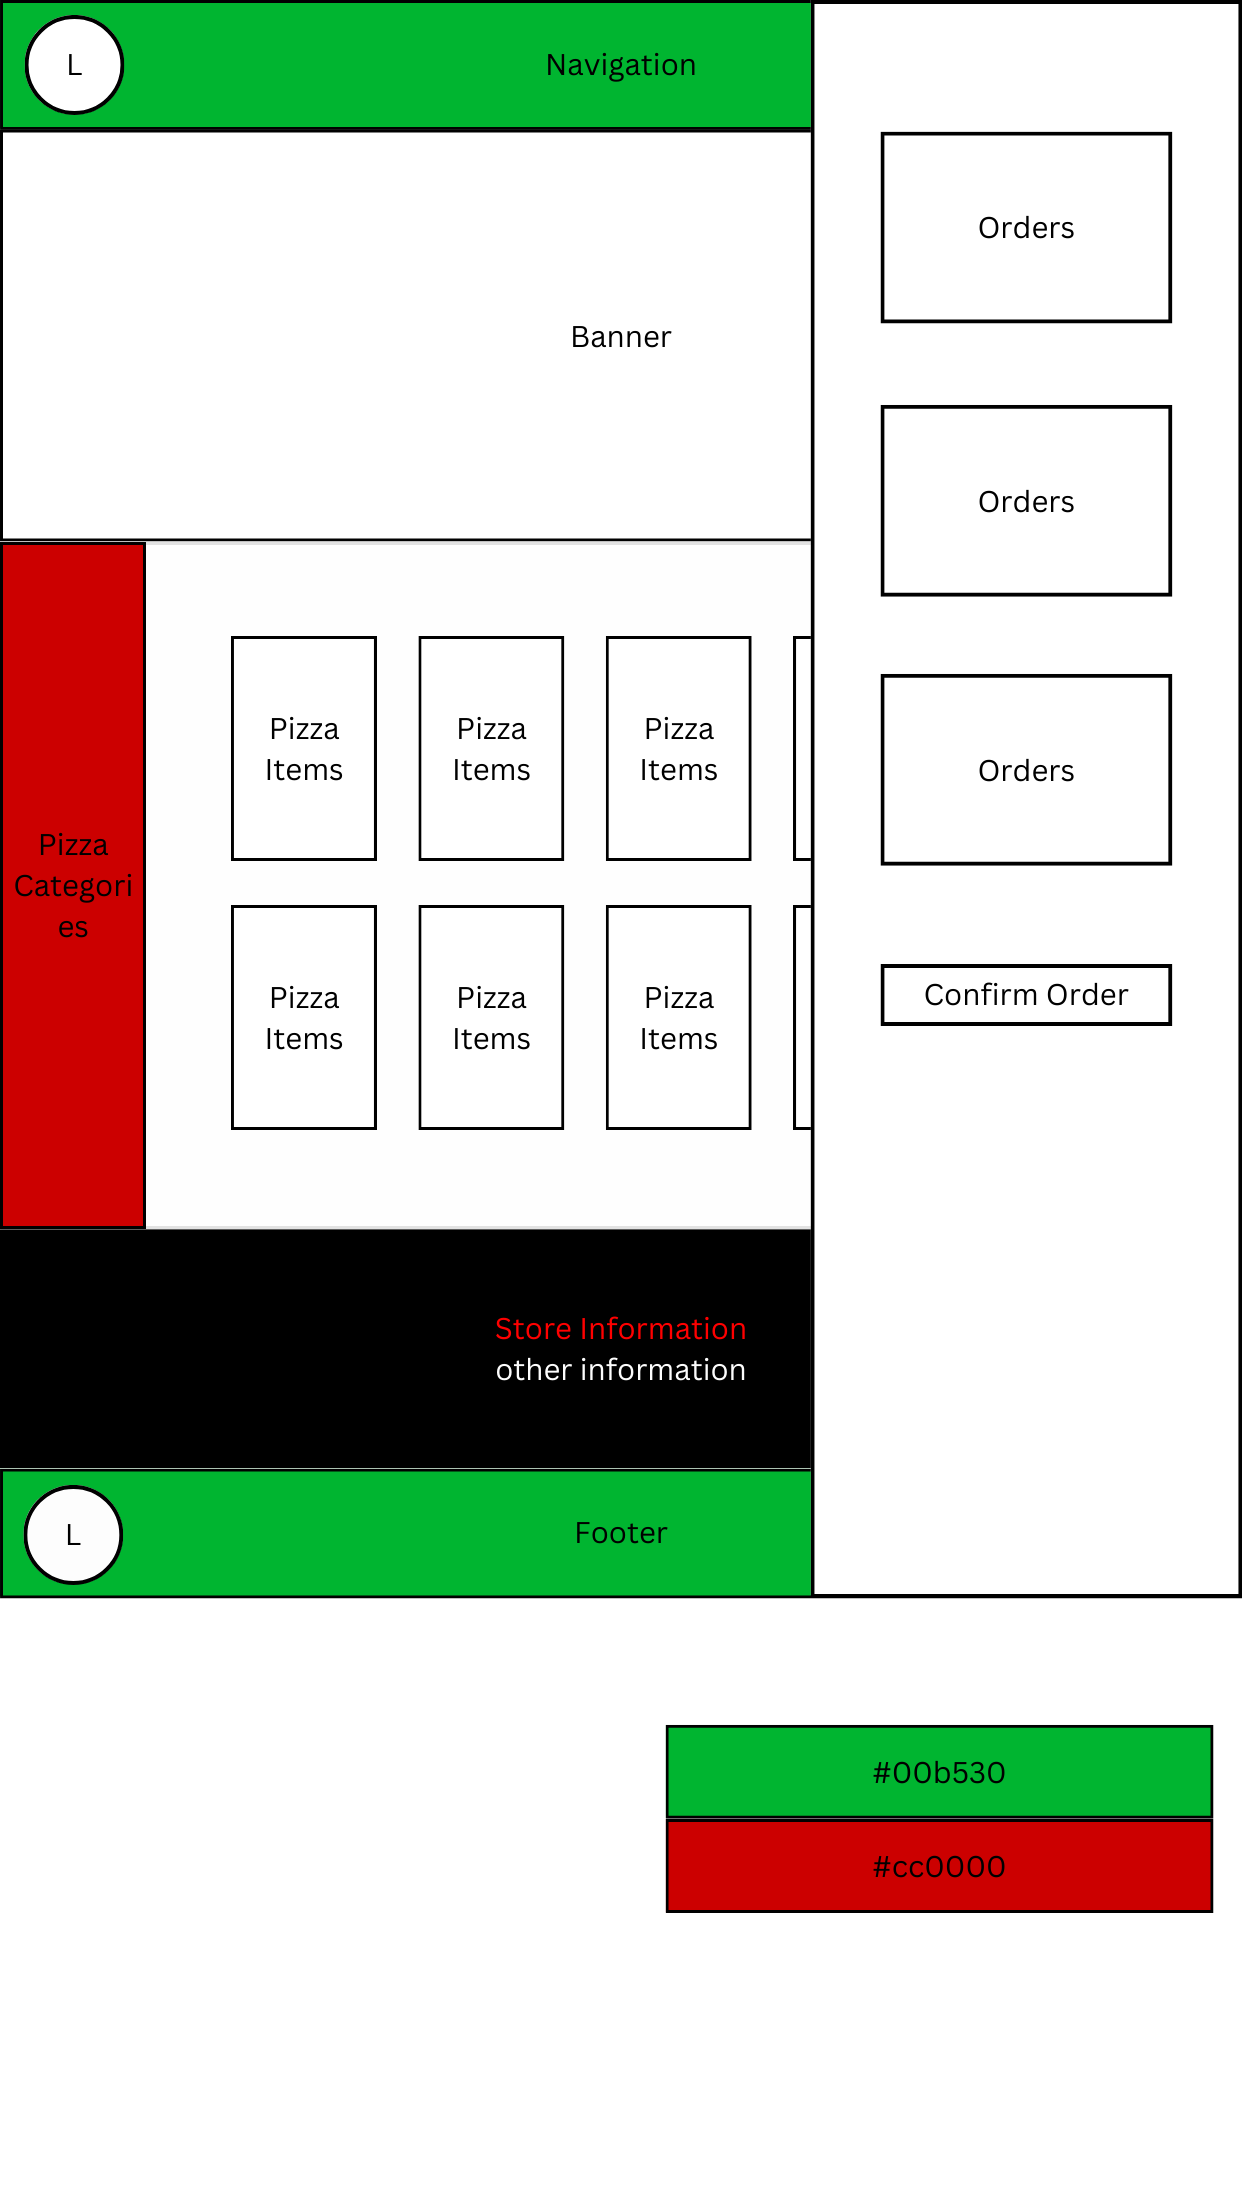 L
Navigation
Banner
Pizza
Categori
es
Pizza
Items
Pizza
Items
Pizza
Items
Pizza
Items
Pizza
Items
Pizza
Items
Store Information
other information
L
Footer
Orders
Orders
Orders
Confirm Order
#00b530
#cc0000